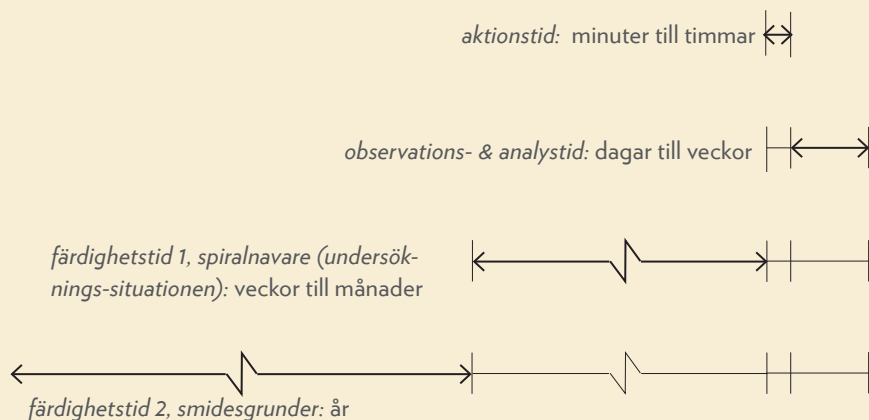 aktionstid: minuter till timmar
observations- & analystid: dagar till veckor
färdighetstid 1, spiralnavare (undersök-
nings-situationen): veckor till månader
färdighetstid 2, smidesgrunder: år